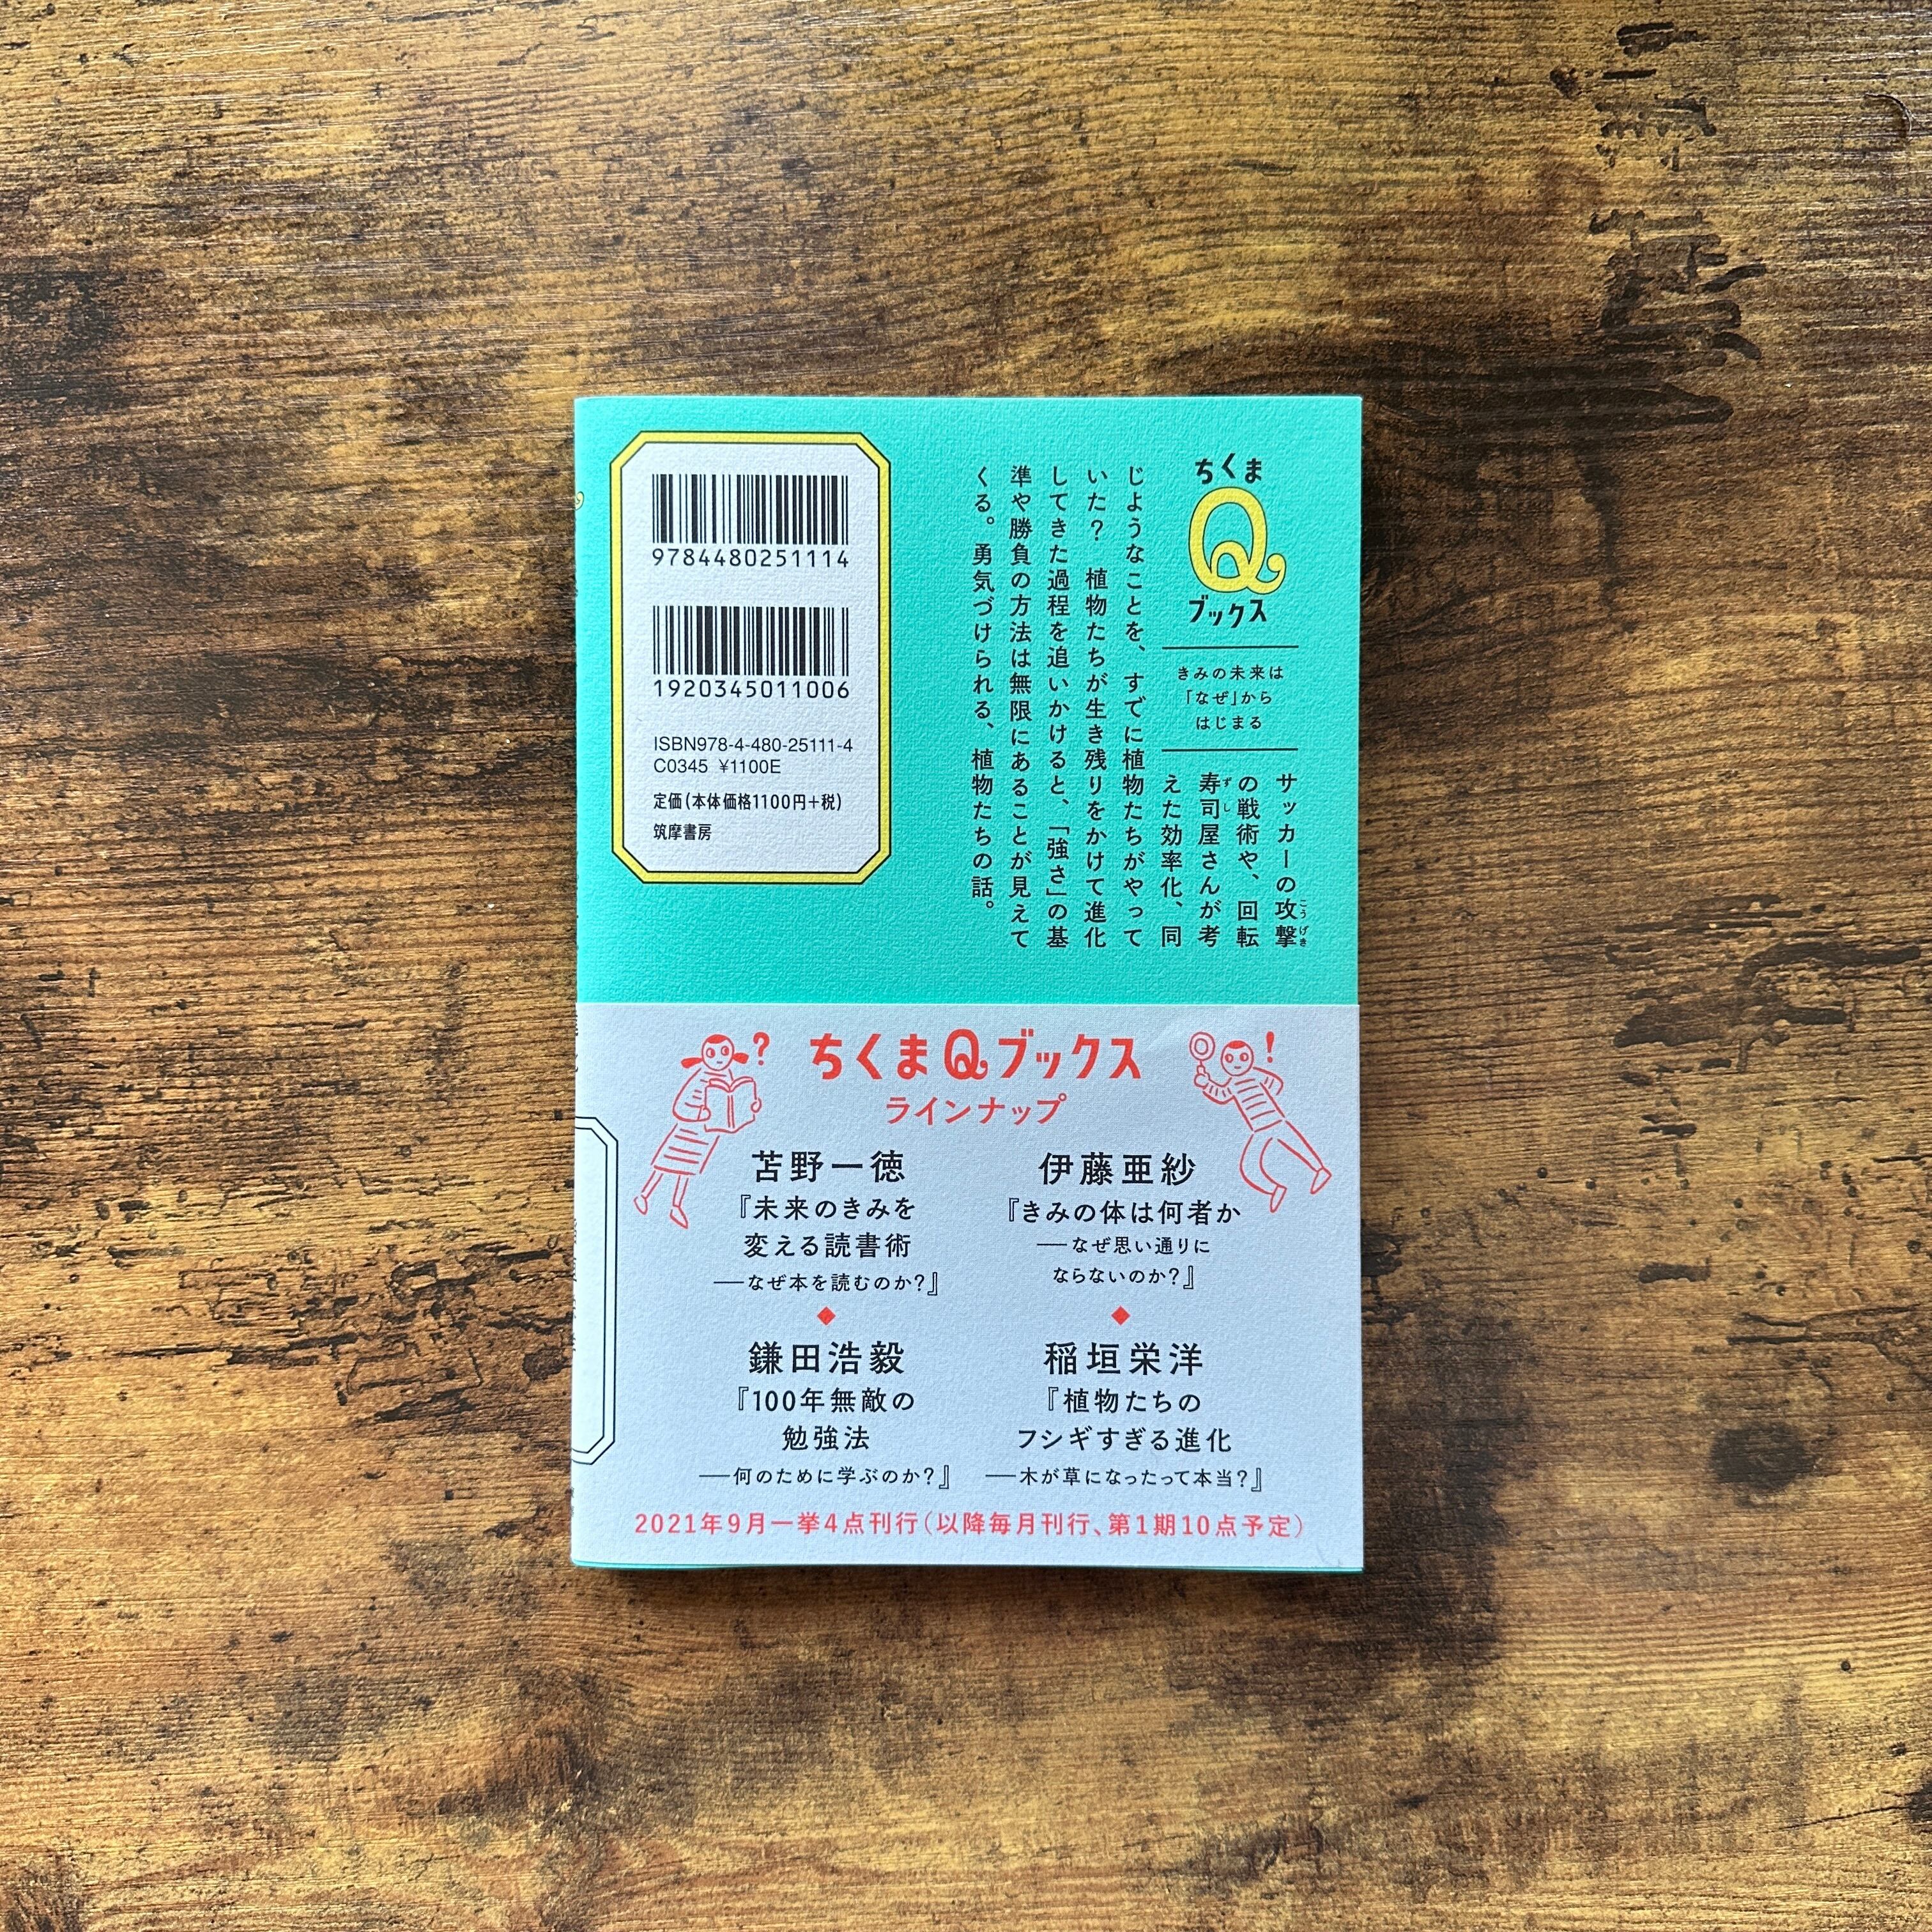 ちくま
Q
ブックス
きみの未来は
「なぜ」から
はじまる
サッカーの攻撃
の戦術や、回転
寿司屋さんが考
えた効率化、同
じようなことを、すでに植物たちがやって
いた？　植物たちが生き残りをかけて進化
してきた過程を追いかけると、「強さ」の基
準や勝負の方法は無限にあることが見えて
くる。勇気づけられる、植物たちの話。
9784480251114
1920345011006
ISBN978-4-480-25111-4
C0345 ¥1100E
定価(本体価格1100円+税)
筑摩書房
?
ちくまQブックス
!
ラインナップ
苫野一徳
『未来のきみを
変える読書術
──なぜ本を読むのか?』
伊藤亜紗
『きみの体は何者か
──なぜ思い通りに
ならないのか?』
鎌田浩毅
『100年無敵の
勉強法
──何のために学ぶのか?』
稲垣栄洋
『植物たちの
フシギすぎる進化
──木が草になったって本当?』
2021年9月一挙4点刊行(以降毎月刊行、第1期10点予定)